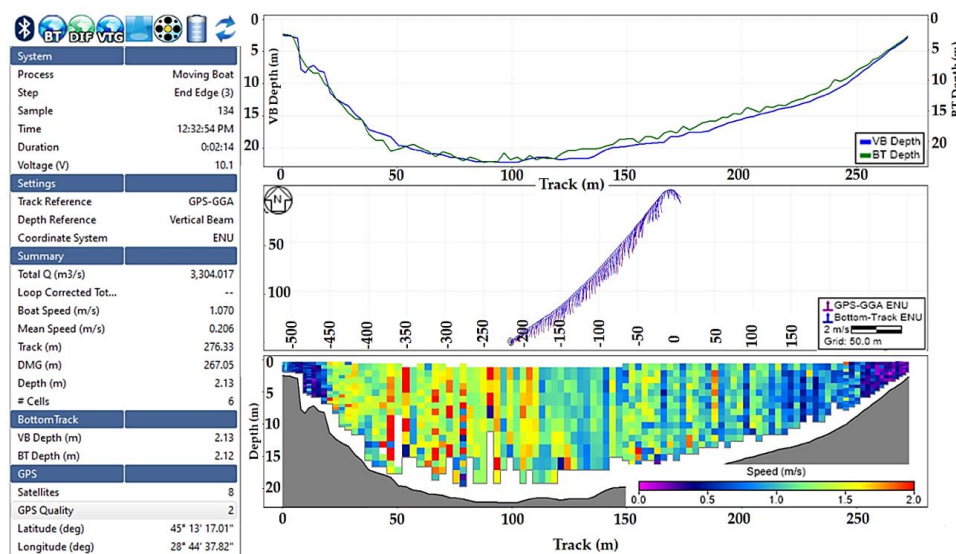 BT DIF VTG
System
Process Moving Boat
Step End Edge (3)
Sample 134
Time 12:32:54 PM
Duration 0:02:14
Voltage (V) 10.1
Settings
Track Reference GPS-GGA
Depth Reference Vertical Beam
Coordinate System ENU
Summary
Total Q (m3/s) 3,304.017
Loop Corrected Tot... --
Boat Speed (m/s) 1.070
Mean Speed (m/s) 0.206
Track (m) 276.33
DMG (m) 267.05
Depth (m) 2.13
# Cells 6
BottomTrack
VB Depth (m) 2.13
BT Depth (m) 2.12
GPS
Satellites 8
GPS Quality 2
Latitude (deg) 45° 13' 17.01"
Longitude (deg) 28° 44' 37.82"
0
5
10
15
20
VB Depth (m)
0
5
10
15
20
BT Depth (m)
VB Depth
BT Depth
0 50 100 150 200 250
Track (m)
N
50
100
-500 -450 -400 -350 -300 -250 -200 -150 -100 -50 0 50 100 150
GPS-GGA ENU
Bottom-Track ENU
2 m/s
Grid: 50.0 m
0
5
10
15
20
Depth (m)
Speed (m/s)
0.0 0.5 1.0 1.5 2.0
0 50 100 150 200 250
Track (m)